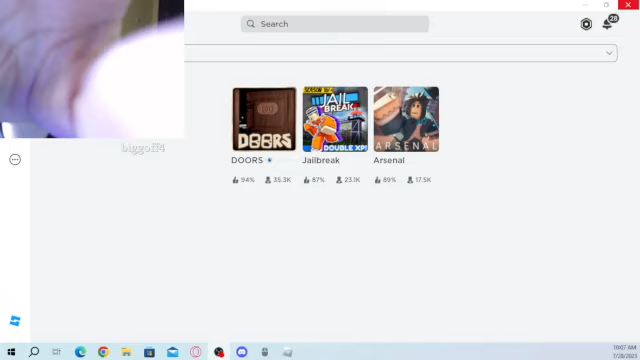 Search
28
biggoff4
DOORS
JAIL
BREAK
DOUBLE XP!
ARSENAL
DOORS
Jailbreak
Arsenal
94% 35.3K
87% 23.1K
89% 17.5K
10:07 AM
7/28/2023